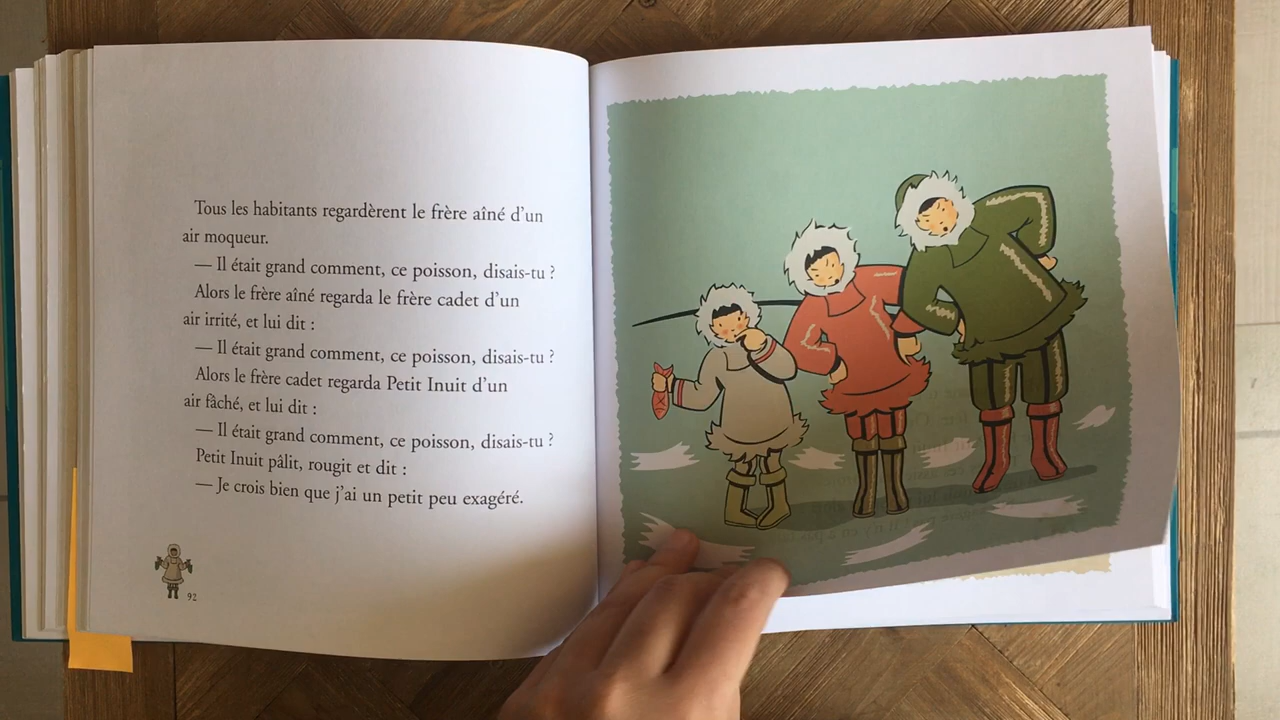 Tous les habitants regardèrent le frère aîné d'un
air moqueur.
— Il était grand comment, ce poisson, disais-tu ?
Alors le frère aîné regarda le frère cadet d'un
air irrité, et lui dit :
— Il était grand comment, ce poisson, disais-tu ?
Alors le frère cadet regarda Petit Inuit d'un
air fâché, et lui dit :
— Il était grand comment, ce poisson, disais-tu ?
Petit Inuit pâlit, rougit et dit :
— Je crois bien que j'ai un petit peu exagéré.
92